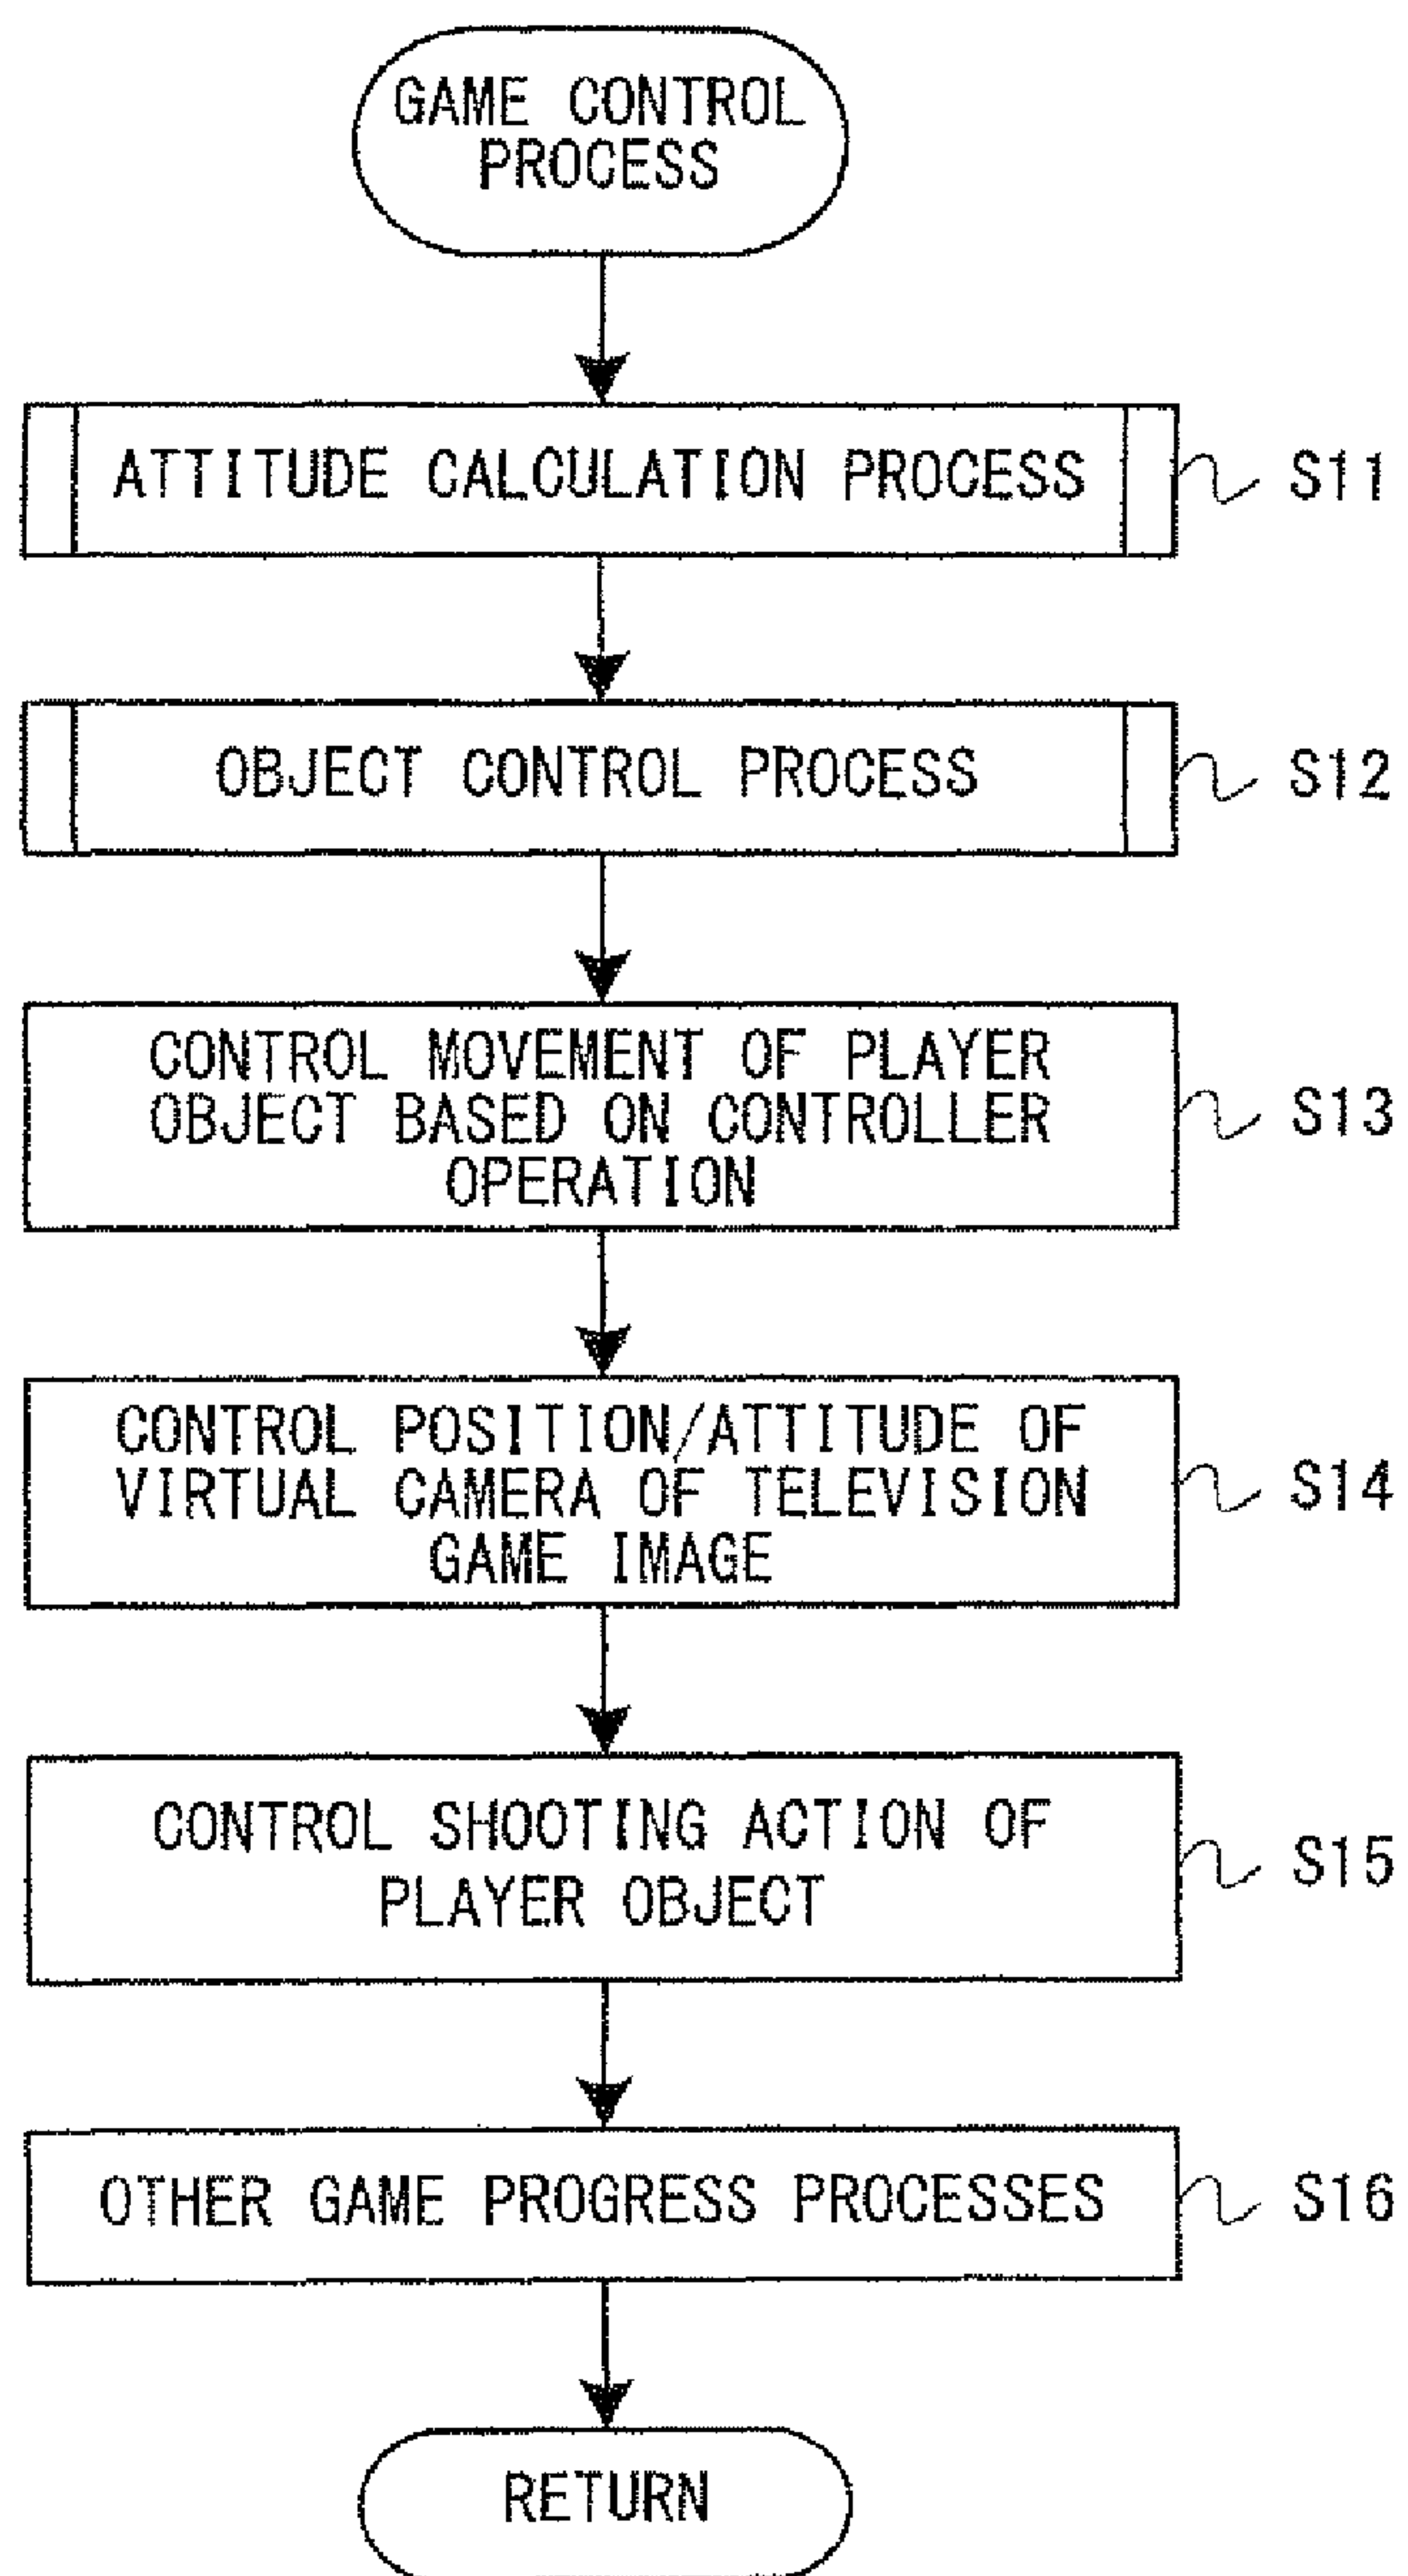 GAME CONTROL
PROCESS
ATTITUDE CALCULATION PROCESS
S11
OBJECT CONTROL PROCESS
S12
CONTROL MOVEMENT OF PLAYER
OBJECT BASED ON CONTROLLER
OPERATION
S13
CONTROL POSITION/ATTITUDE OF
VIRTUAL CAMERA OF TELEVISION
GAME IMAGE
S14
CONTROL SHOOTING ACTION OF
PLAYER OBJECT
S15
OTHER GAME PROGRESS PROCESSES
S16
RETURN